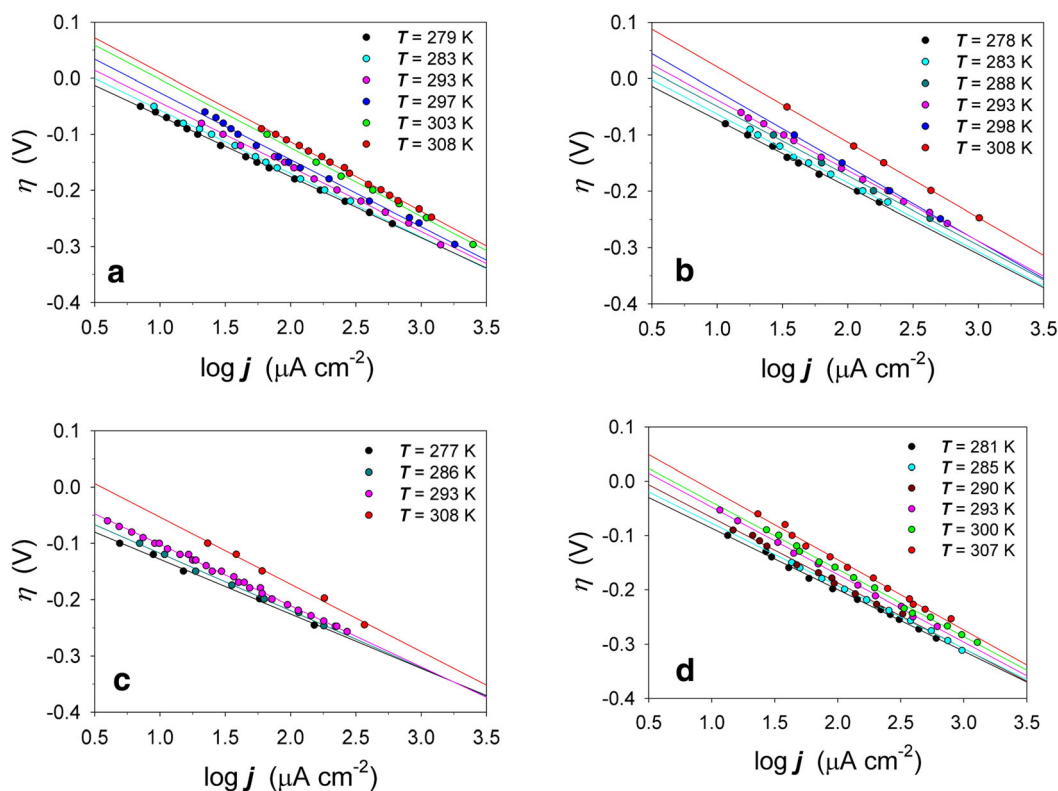 0.1
0.0
-0.1
-0.2
-0.3
-0.4
η (V)
T = 279 K
T = 283 K
T = 293 K
T = 297 K
T = 303 K
T = 308 K
a
0.5 1.0 1.5 2.0 2.5 3.0 3.5
log j (μA cm-2)
0.1
0.0
-0.1
-0.2
-0.3
-0.4
η (V)
T = 278 K
T = 283 K
T = 288 K
T = 293 K
T = 298 K
T = 308 K
b
0.5 1.0 1.5 2.0 2.5 3.0 3.5
log j (μA cm-2)
0.1
0.0
-0.1
-0.2
-0.3
-0.4
η (V)
T = 277 K
T = 286 K
T = 293 K
T = 308 K
c
0.5 1.0 1.5 2.0 2.5 3.0 3.5
log j (μA cm-2)
0.1
0.0
-0.1
-0.2
-0.3
-0.4
η (V)
T = 281 K
T = 285 K
T = 290 K
T = 293 K
T = 300 K
T = 307 K
d
0.5 1.0 1.5 2.0 2.5 3.0 3.5
log j (μA cm-2)